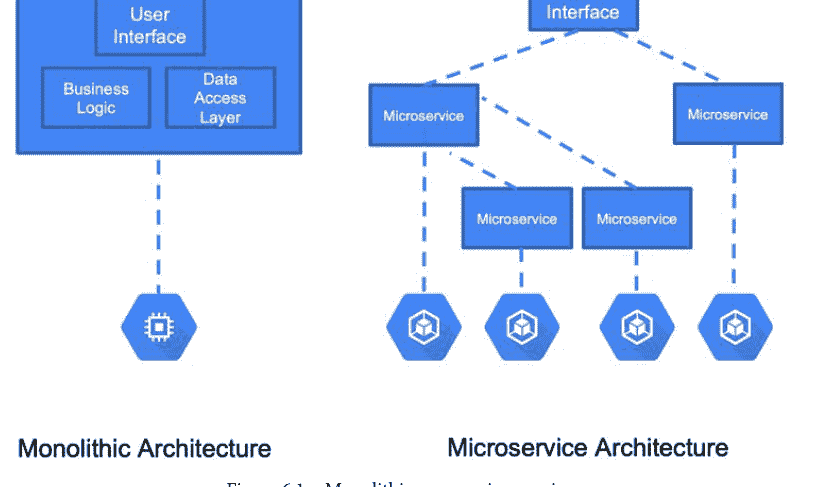 User
Interface
Business
Logic
Data
Access
Layer
Interface
Microservice
Microservice
Microservice
Microservice
Monolithic Architecture
Microservice Architecture